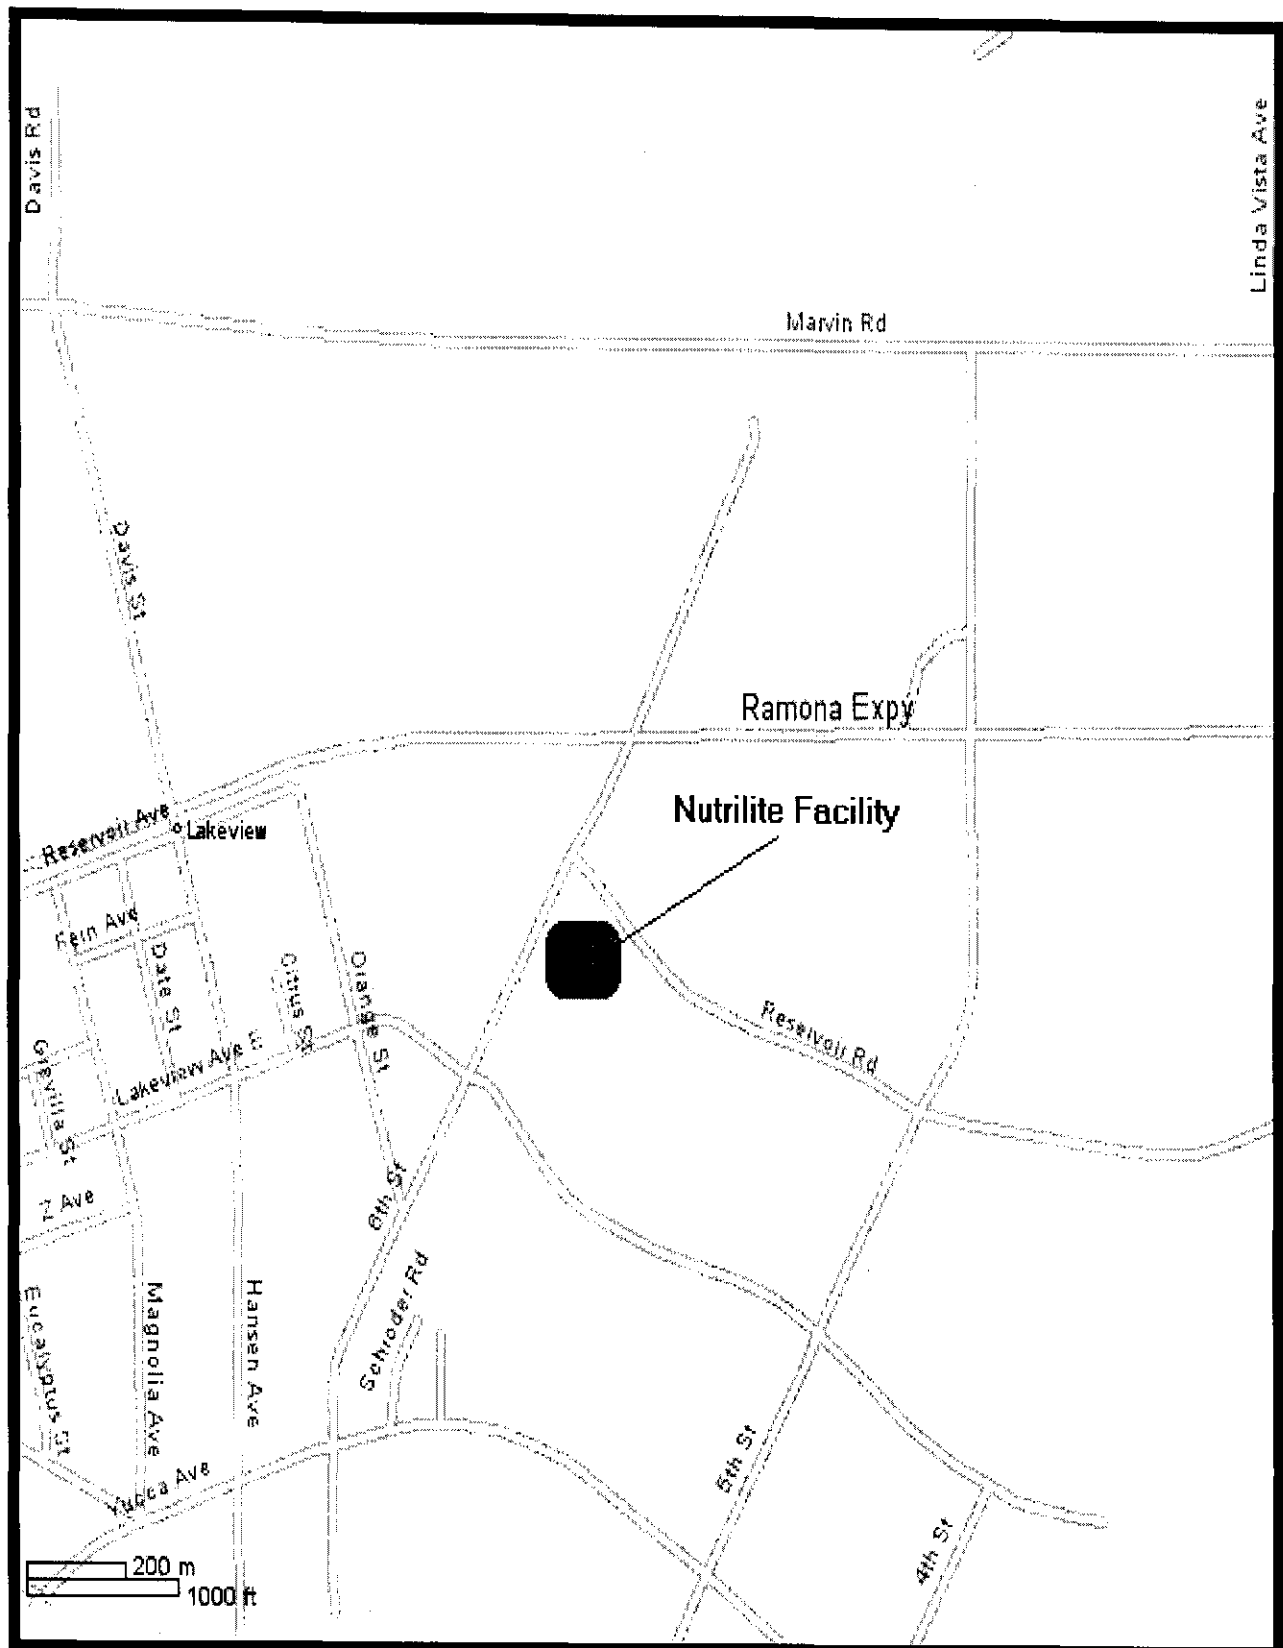 Davis Rd
Linda Vista Ave
Marvin Rd
Davis St
Ramona Expy
Nutrilite Facility
Reservoir Ave
Lakeview
Fern Ave
Date St
Citrus St
Orange St
Reservoir Rd
Lakeview Ave
Grevilla St
6th St
Z Ave
Schroder Rd
Eucalyptus St
Magnolia Ave
Hansen Ave
Yucca Ave
5th St
4th St
200 m
1000 ft